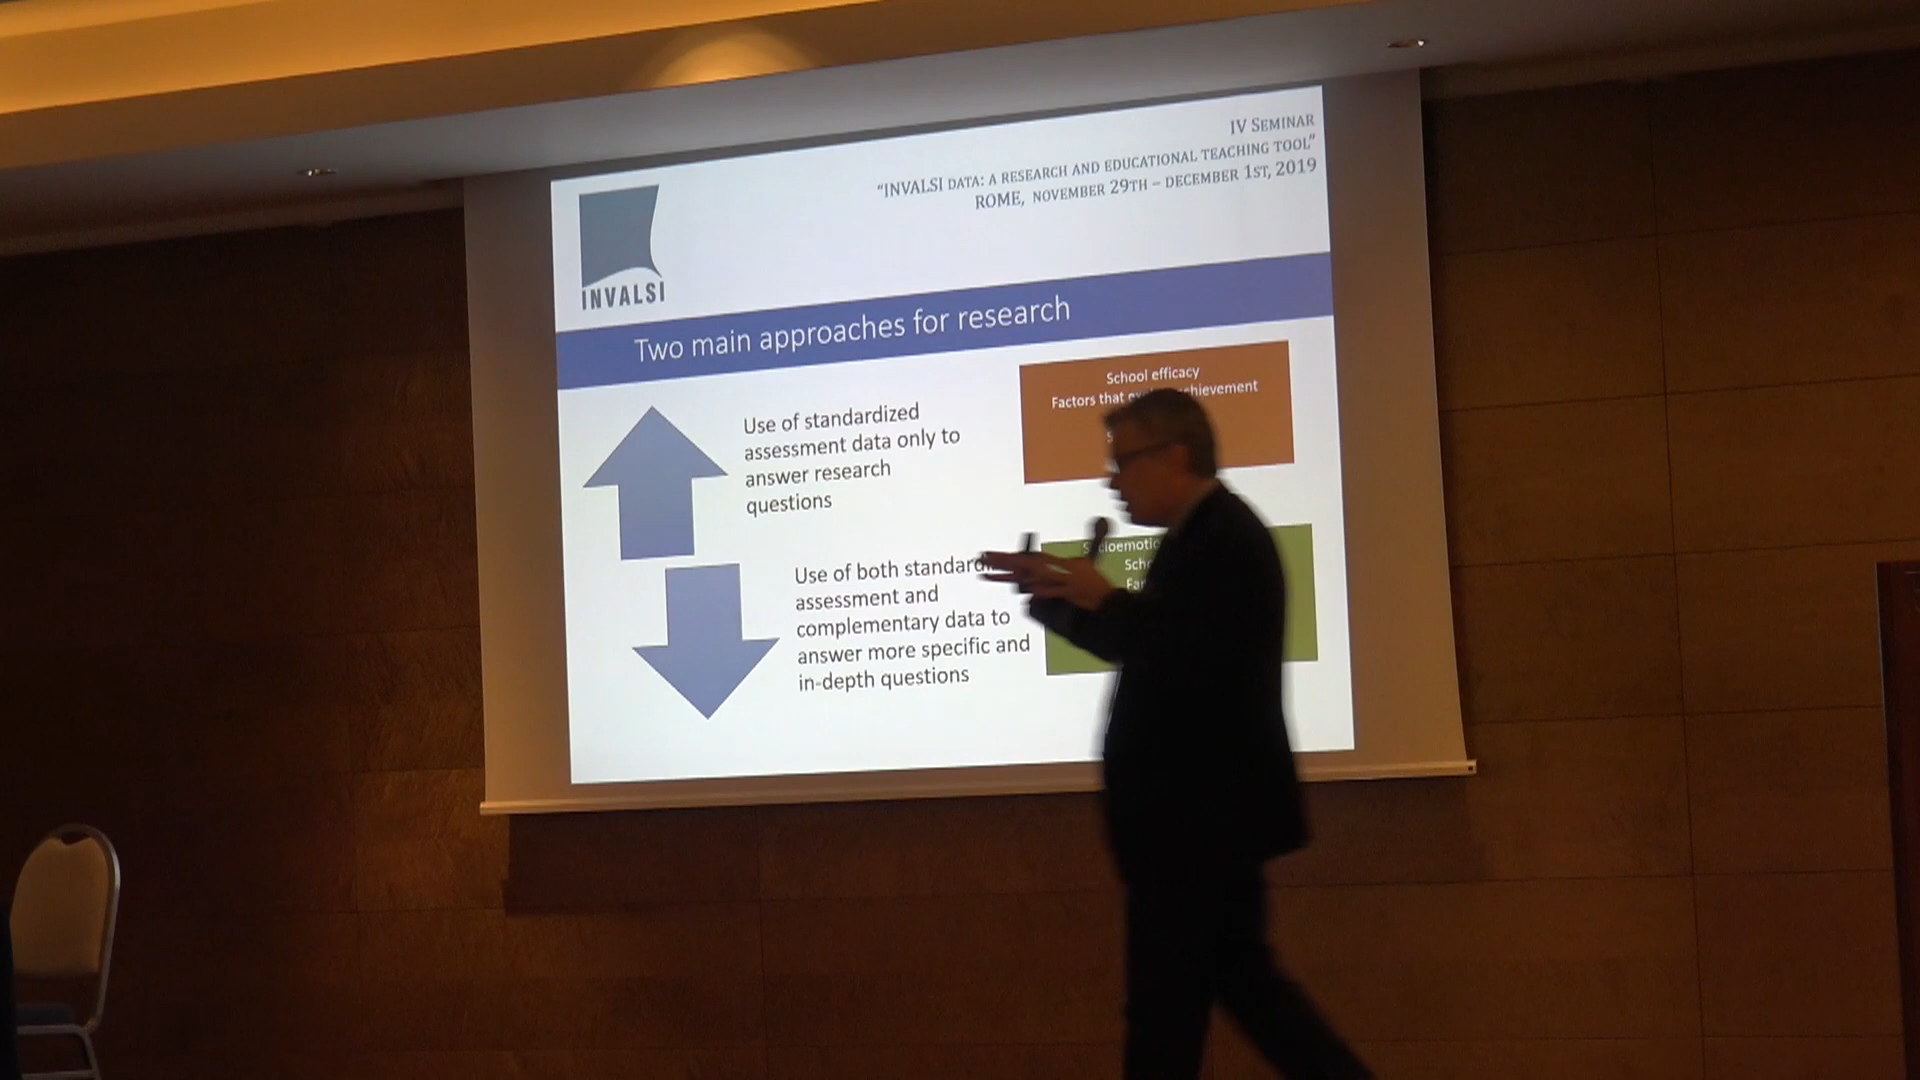 IV SEMINAR
“INVALSI DATA: A RESEARCH AND EDUCATIONAL TEACHING TOOL”
ROME, NOVEMBER 29TH – DECEMBER 1ST, 2019
INVALSI
Two main approaches for research
Use of standardized
assessment data only to
answer research
questions
School efficacy
Factors that
Use of both
assessment and
complementary data to
answer more specific and
in-depth questions